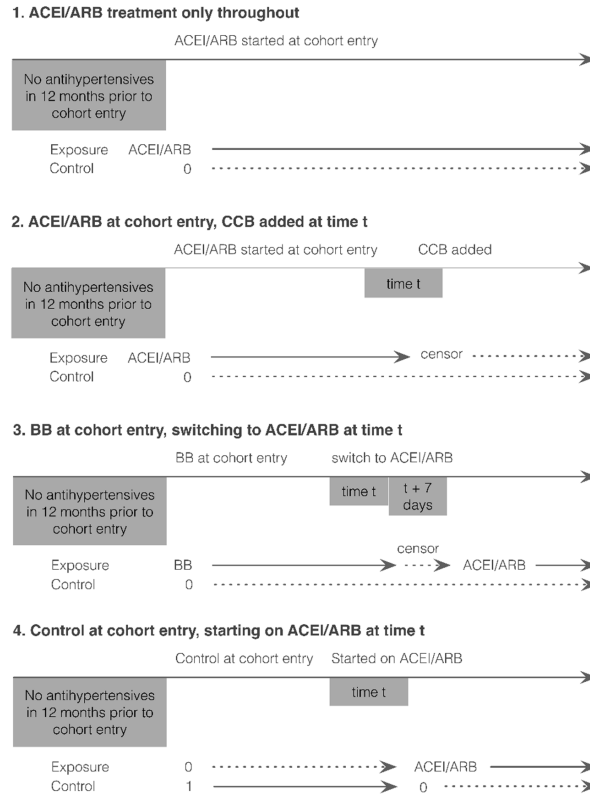 1. ACEI/ARB treatment only throughout
ACEI/ARB started at cohort entry
No antihypertensives
in 12 months prior to
cohort entry
Exposure ACEI/ARB
Control 0
2. ACEI/ARB at cohort entry, CCB added at time t
ACEI/ARB started at cohort entry CCB added
No antihypertensives
in 12 months prior to
cohort entry
time t
Exposure ACEI/ARB censor
Control 0
3. BB at cohort entry, switching to ACEI/ARB at time t
BB at cohort entry switch to ACEI/ARB
No antihypertensives
in 12 months prior to
cohort entry
time t
t + 7
days
censor
Exposure BB ACEI/ARB
Control 0
4. Control at cohort entry, starting on ACEI/ARB at time t
Control at cohort entry Started on ACEI/ARB
No antihypertensives
in 12 months prior to
cohort entry
time t
Exposure 0 ACEI/ARB
Control 1 0